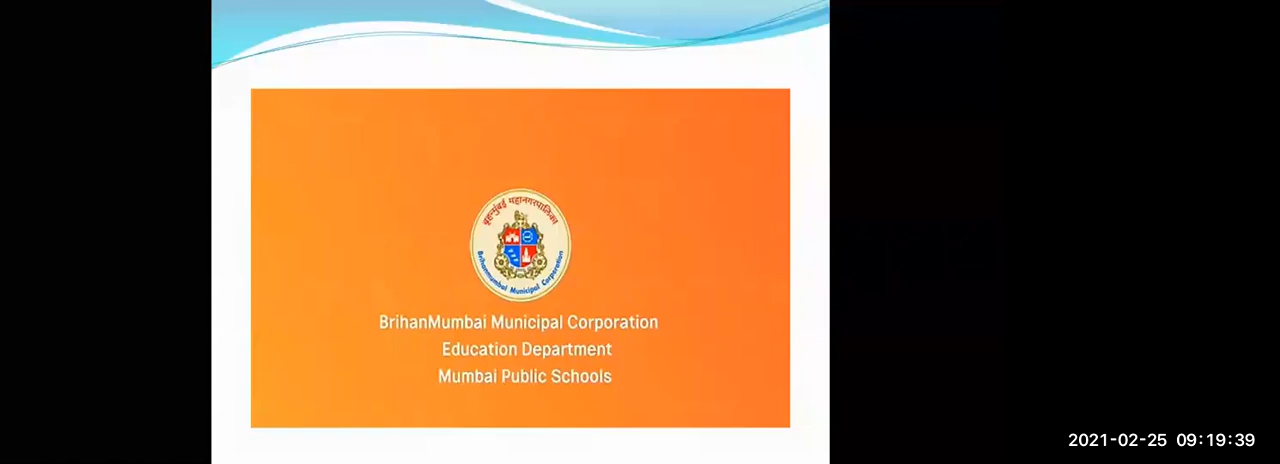 बृहन्मुंबई महानगरपालिका
Brihanmumbai Municipal Corporation
BrihanMumbai Municipal Corporation
Education Department
Mumbai Public Schools
2021-02-25 09:19:39